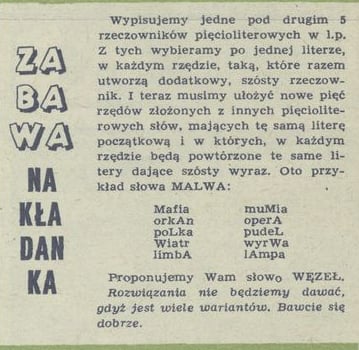 ZA
BA
WA
NA
KŁA
DAN
KA
Wypisujemy jedne pod drugim 5
rzeczowników pięcioliterowych w l.p.
Z tych wybieramy po jednej literze,
w każdym rzędzie, taką, które razem
utworzą dodatkowy, szósty rzeczow-
nik. I teraz musimy ułożyć nowe pięć
rzędów złożonych z innych pięciolite-
rowych słów, mających tę samą literę
początkową i w których, w każdym
rzędzie będą powtórzone te same li-
tery dające szósty wyraz. Oto przy-
kład słowa MALWA:
Mafia muMia
orkAn operA
poLka pudeL
Wiatr wyrWa
limbA lAmpa
Proponujemy Wam słowo WĘZEŁ.
Rozwiązania nie będziemy dawać,
gdyż jest wiele wariantów. Bawcie się
dobrze.